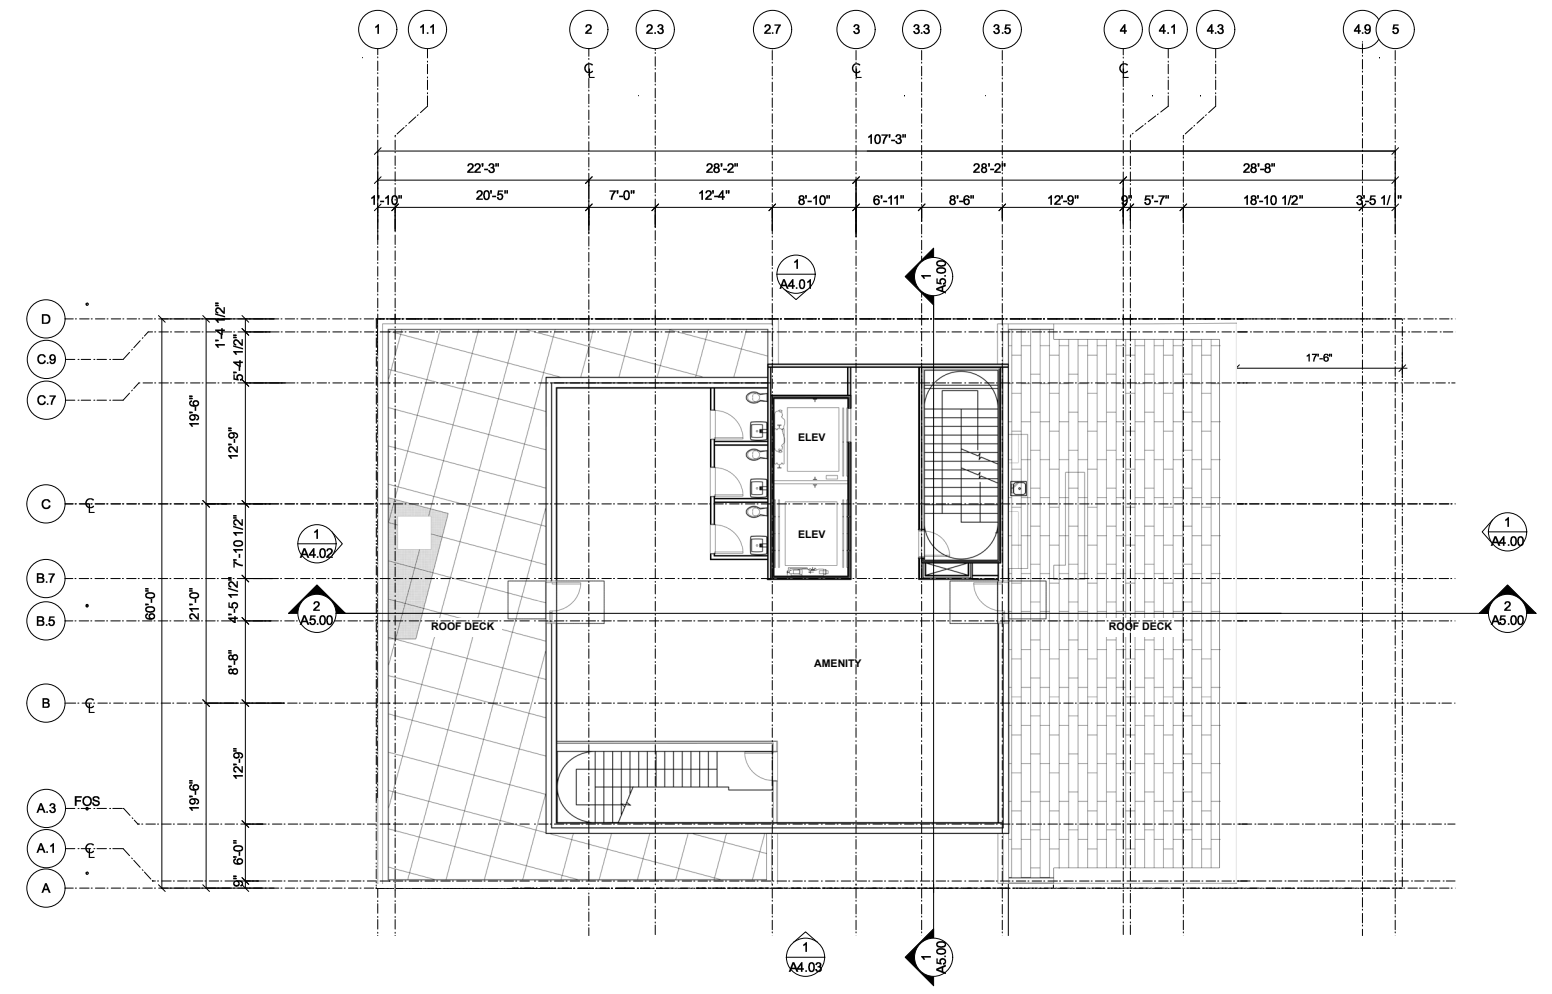 1 1.1 2 2.3 2.7 3 3.3 3.5 4 4.1 4.3 4.9 5
℄ ℄ ℄
107'-3"
22'-3" 28'-2" 28'-2" 28'-8"
1'-10" 20'-5" 7'-0" 12'-4" 8'-10" 6'-11" 8'-6" 12'-9" 9" 5'-7" 18'-10 1/2" 3'-5 1/ "
1
A4.01
1
A5.00
D
C.9
C.7
C ℄
B.7
B.5
B ℄
A.3 FOS
A.1 ℄
A
60'-0"
19'-6"
21'-0"
19'-6"
1'-4 1/2"
5'-4 1/2"
12'-9"
7'-10 1/2"
4'-5 1/2"
8'-8"
12'-9"
6'-0"
9"
17'-6"
ELEV
ELEV
1
A4.02
2
A5.00
1
A4.00
2
A5.00
ROOF DECK
ROOF DECK
AMENITY
1
A4.03
1
A5.00